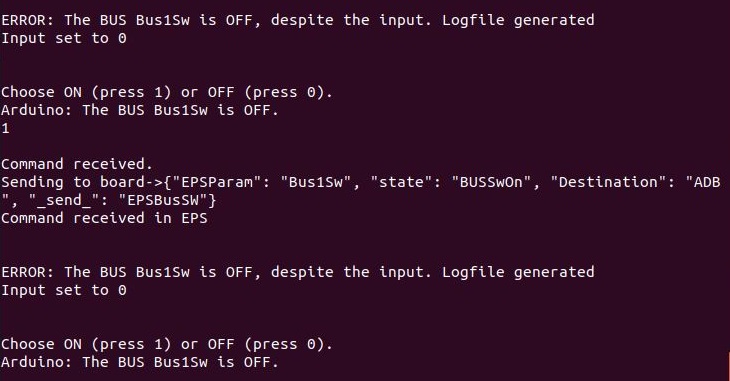 ERROR: The BUS Bus1Sw is OFF, despite the input. Logfile generated
Input set to 0
Choose ON (press 1) or OFF (press 0).
Arduino: The BUS Bus1Sw is OFF.
1
Command received.
Sending to board->{"EPSParam": "Bus1Sw", "state": "BUSSwOn", "Destination": "ADB
", "_send_": "EPSBusSW"}
Command received in EPS
ERROR: The BUS Bus1Sw is OFF, despite the input. Logfile generated
Input set to 0
Choose ON (press 1) or OFF (press 0).
Arduino: The BUS Bus1Sw is OFF.